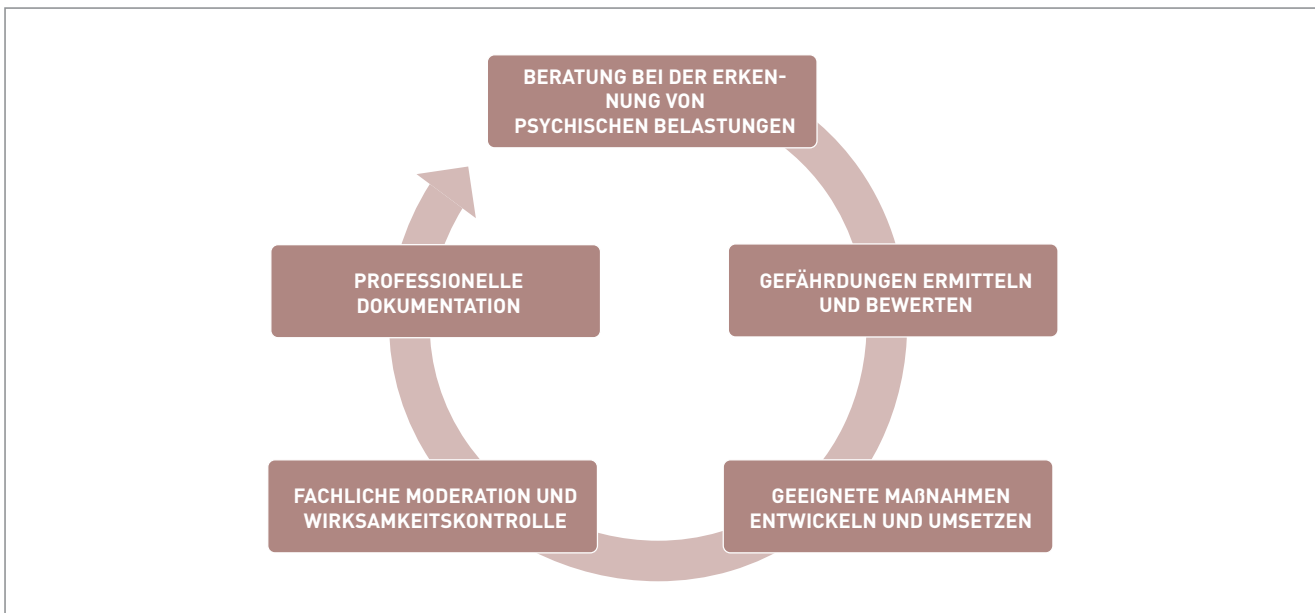 BERATUNG BEI DER ERKEN-
NUNG VON
PSYCHISCHEN BELASTUNGEN
GEFÄHRDUNGEN ERMITTELN
UND BEWERTEN
GEEIGNETE MAßNAHMEN
ENTWICKELN UND UMSETZEN
FACHLICHE MODERATION UND
WIRKSAMKEITSKONTROLLE
PROFESSIONELLE
DOKUMENTATION